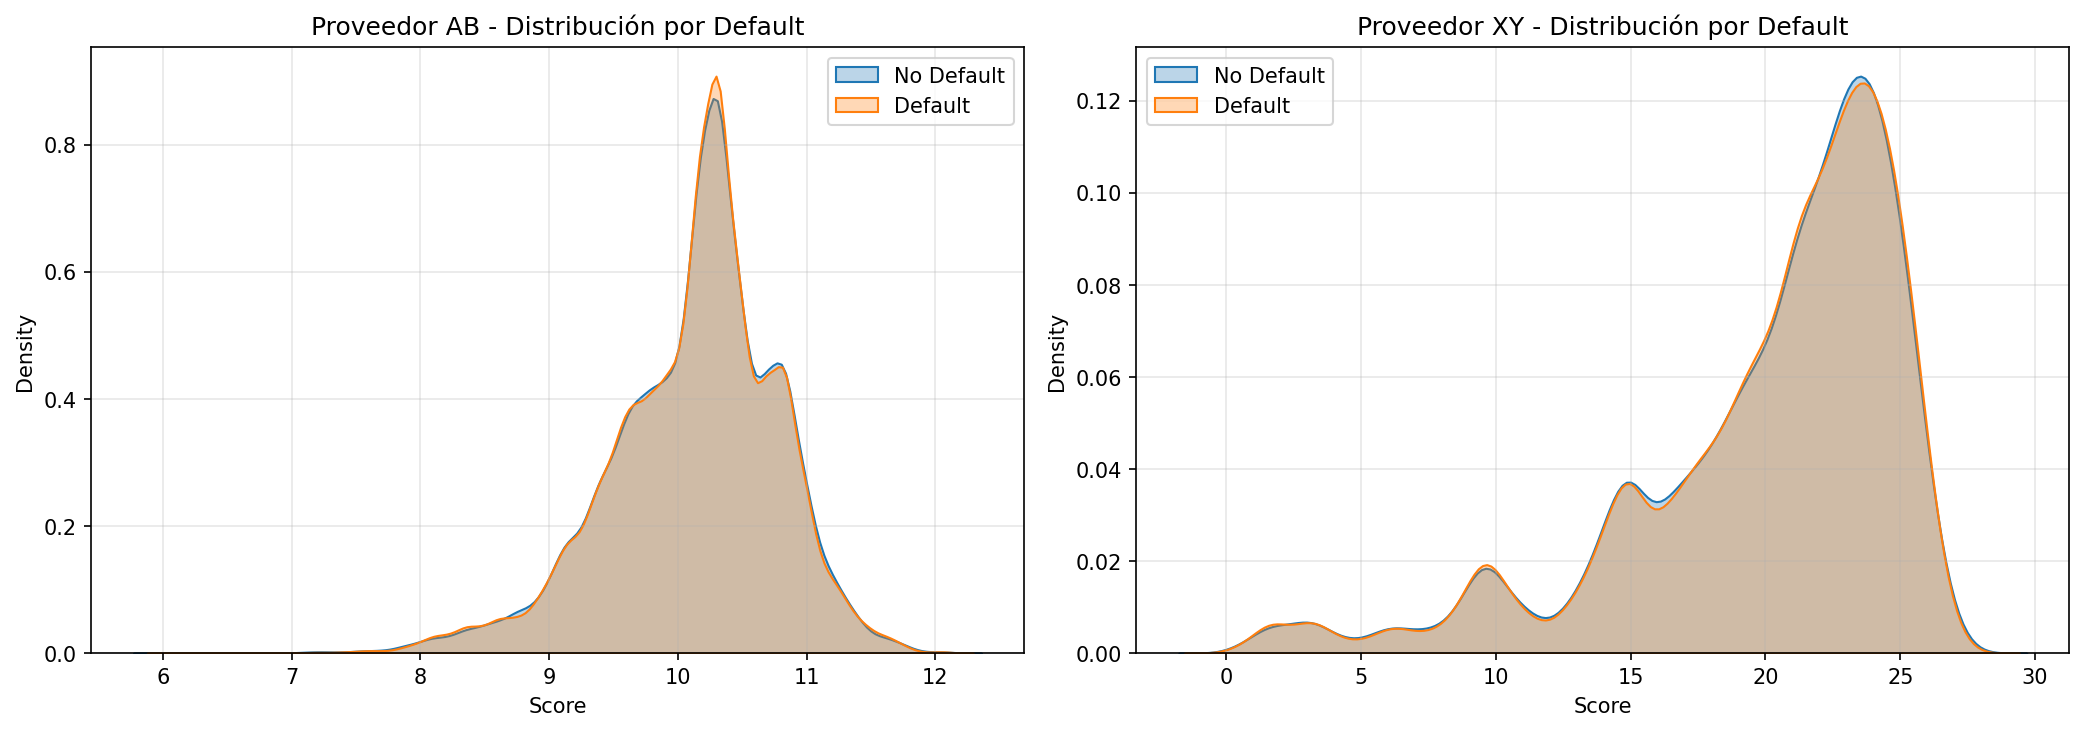 Proveedor AB - Distribución por Default
No Default
Default
0.8
0.6
0.4
0.2
0.0
Density
6 7 8 9 10 11 12
Score
Proveedor XY - Distribución por Default
No Default
Default
0.12
0.10
0.08
0.06
0.04
0.02
0.00
Density
0 5 10 15 20 25 30
Score